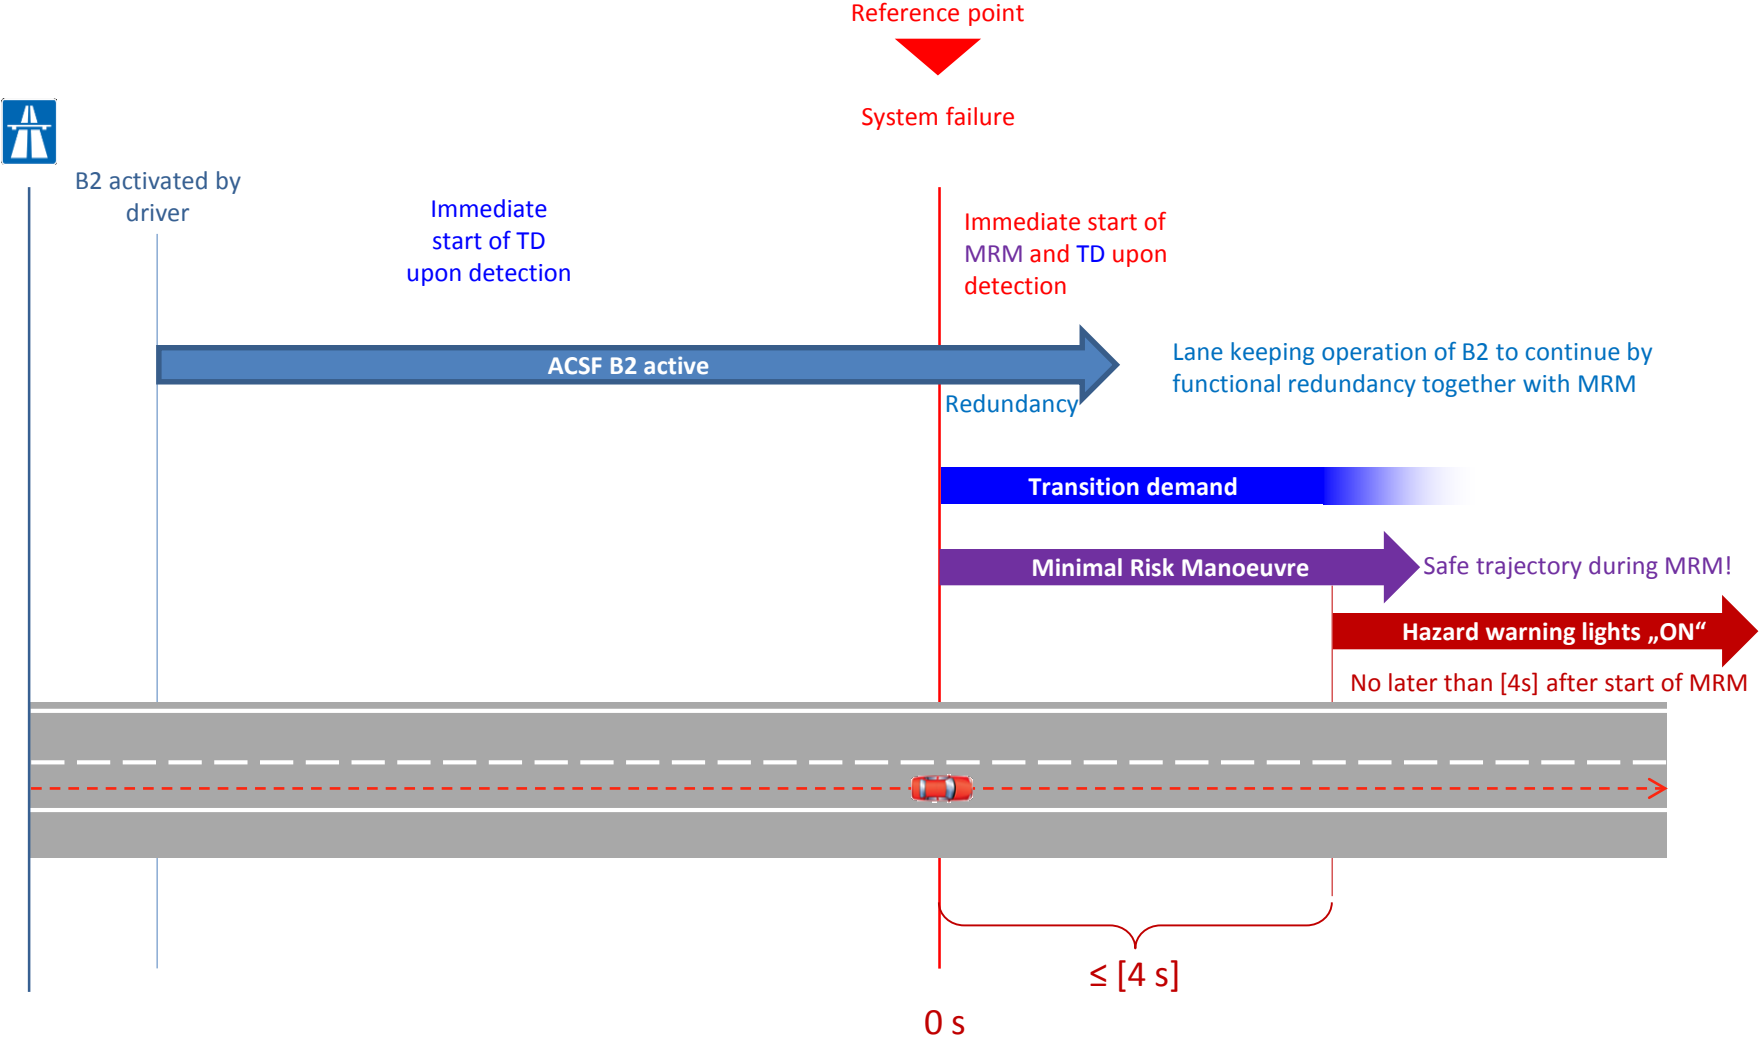 Reference point
System failure
B2 activated by
driver
Immediate
start of TD
upon detection
Immediate start of
MRM and TD upon
detection
ACSF B2 active
Redundancy
Lane keeping operation of B2 to continue by
functional redundancy together with MRM
Transition demand
Minimal Risk Manoeuvre
Safe trajectory during MRM!
Hazard warning lights „ON“
No later than [4s] after start of MRM
≤ [4 s]
0 s